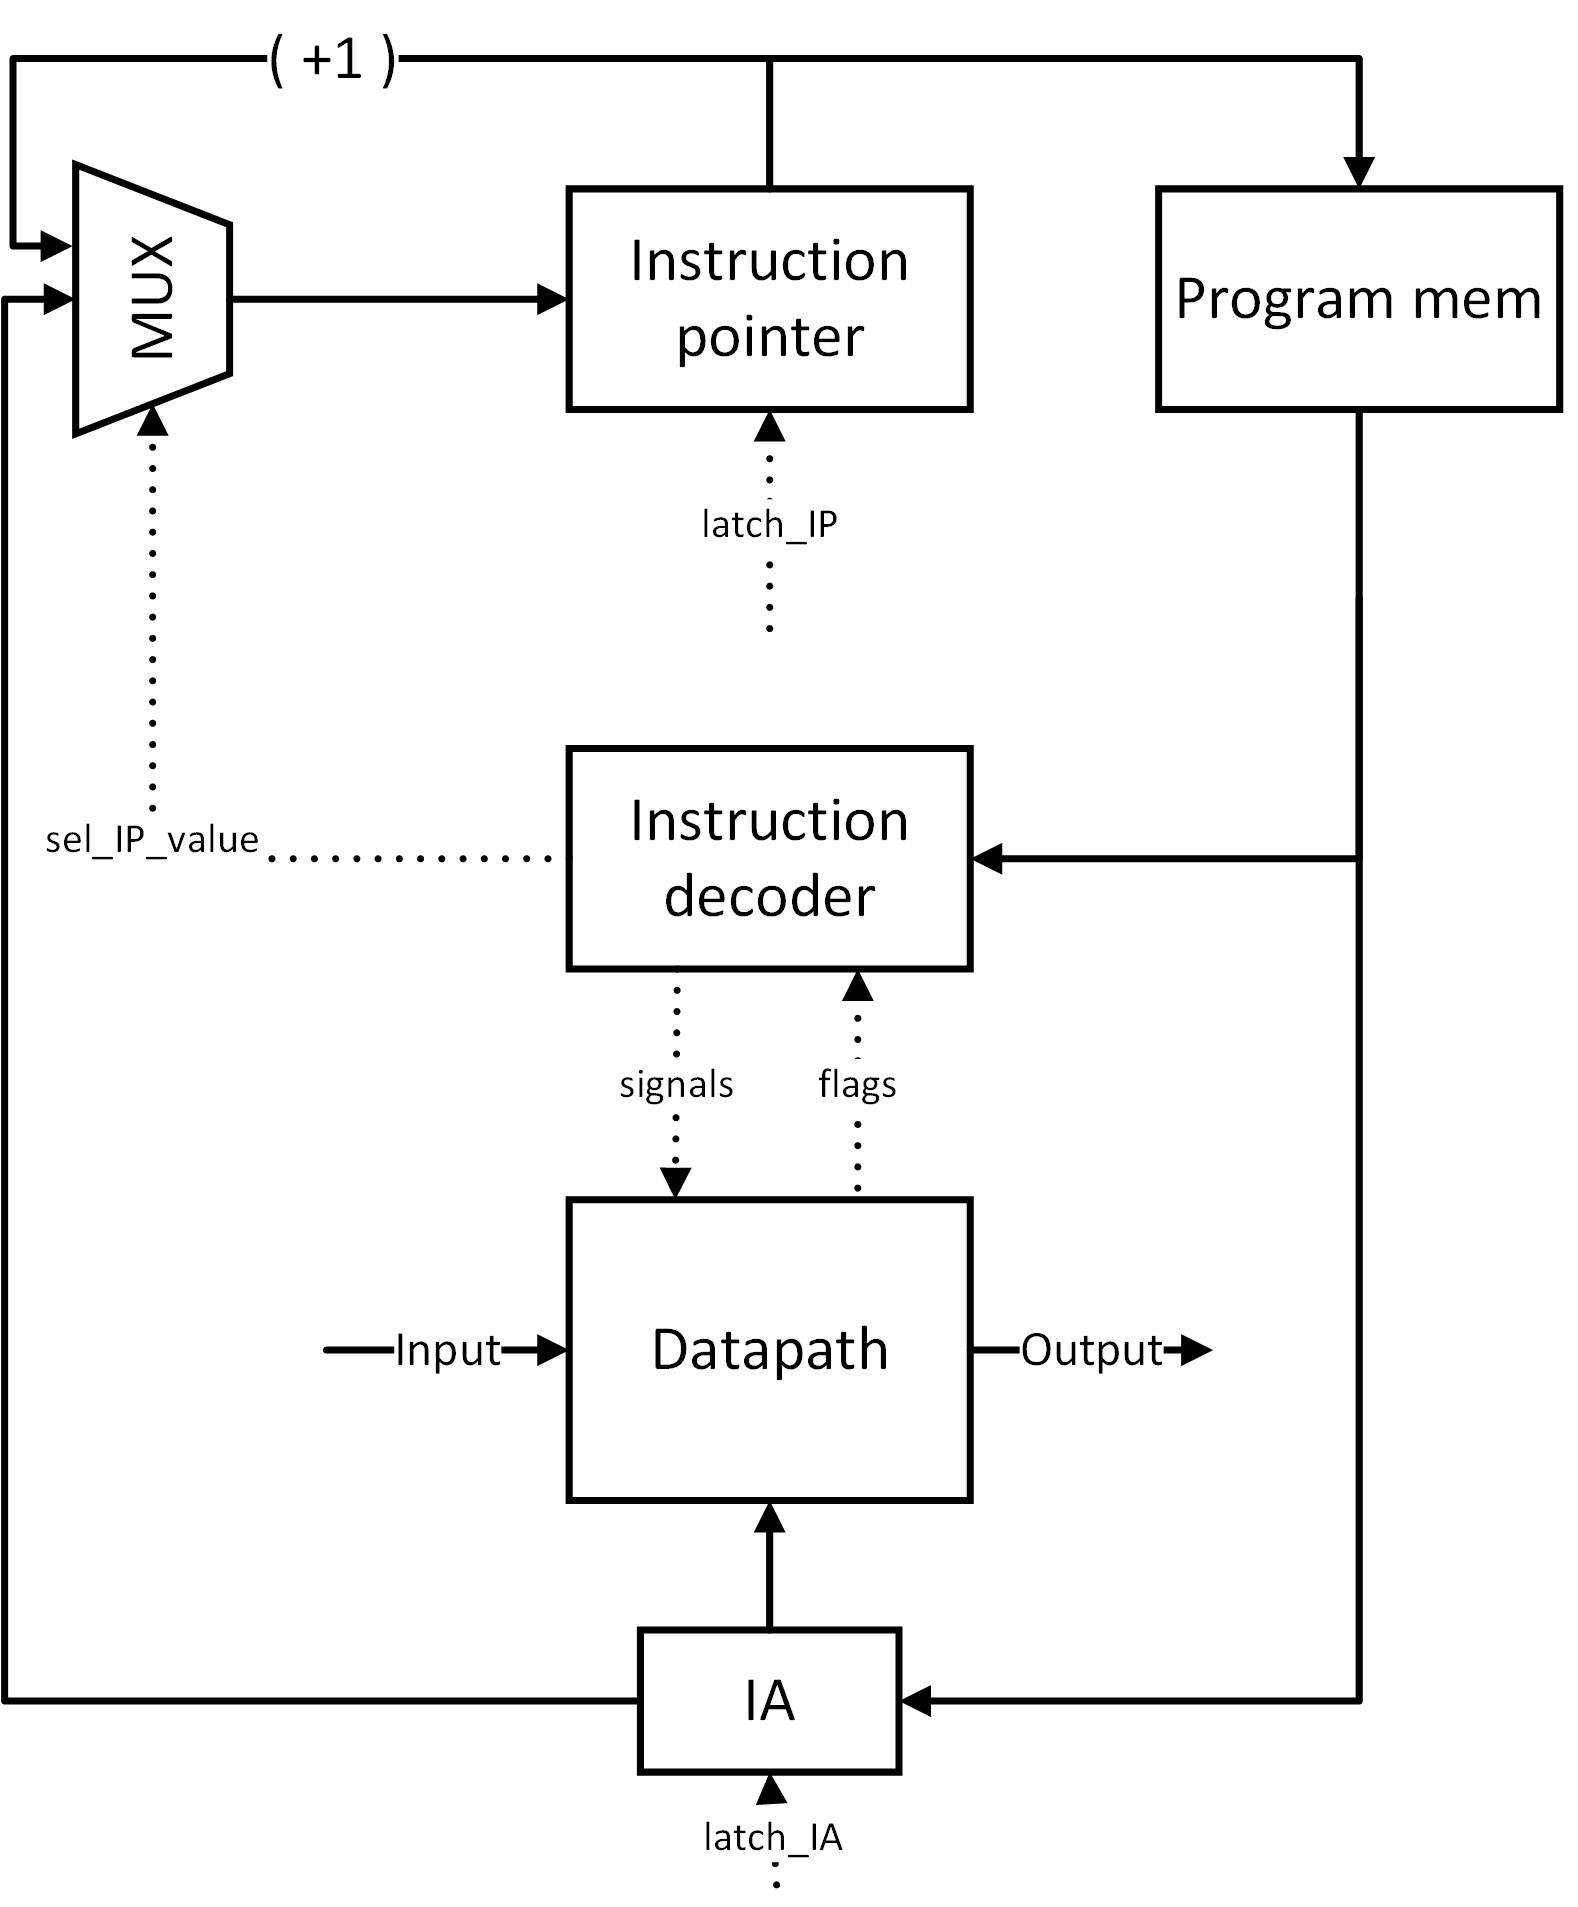 ( +1 )
MUX
Instruction
pointer
Program mem
latch_IP
sel_IP_value
Instruction
decoder
signals
flags
Input
Datapath
Output
IA
latch_IA